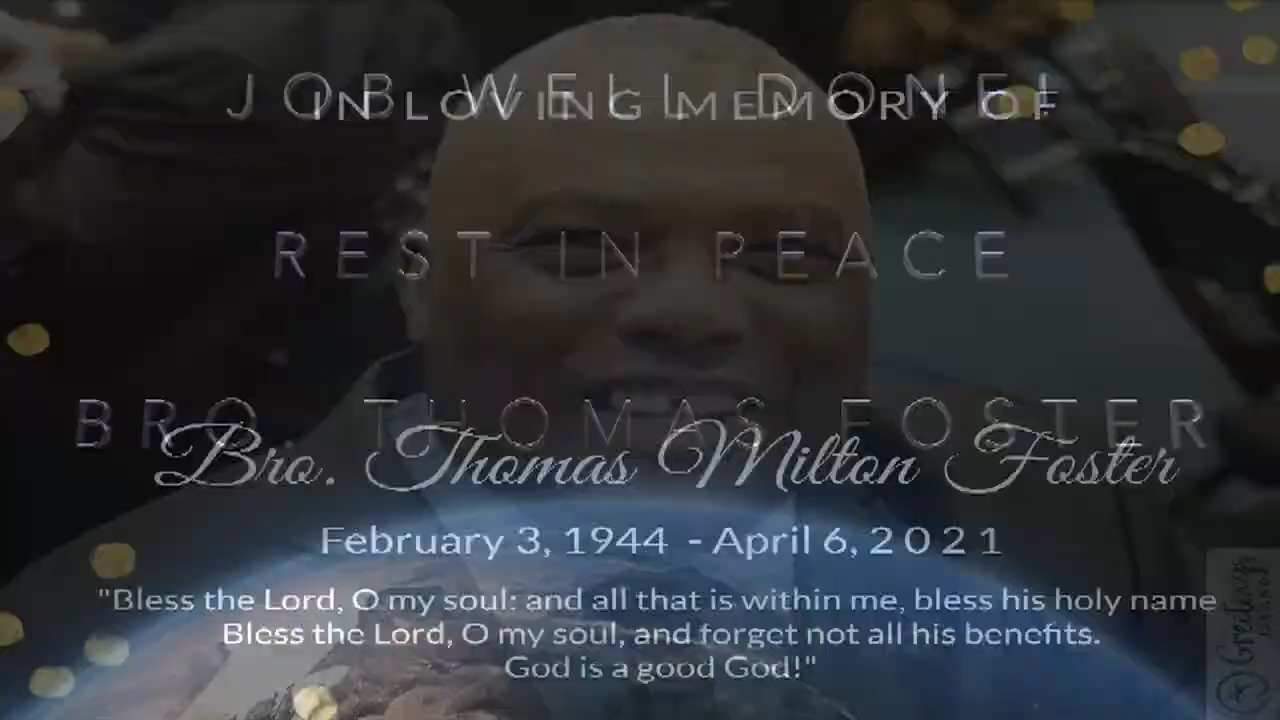 JOB WELL DONE!
IN LOVING MEMORY OF
REST IN PEACE
BRO. THOMAS FOSTER
Bro. Thomas Milton Foster
February 3, 1944 - April 6, 2021
"Bless the Lord, O my soul: and all that is within me, bless his holy name
Bless the Lord, O my soul, and forget not all his benefits.
God is a good God!"